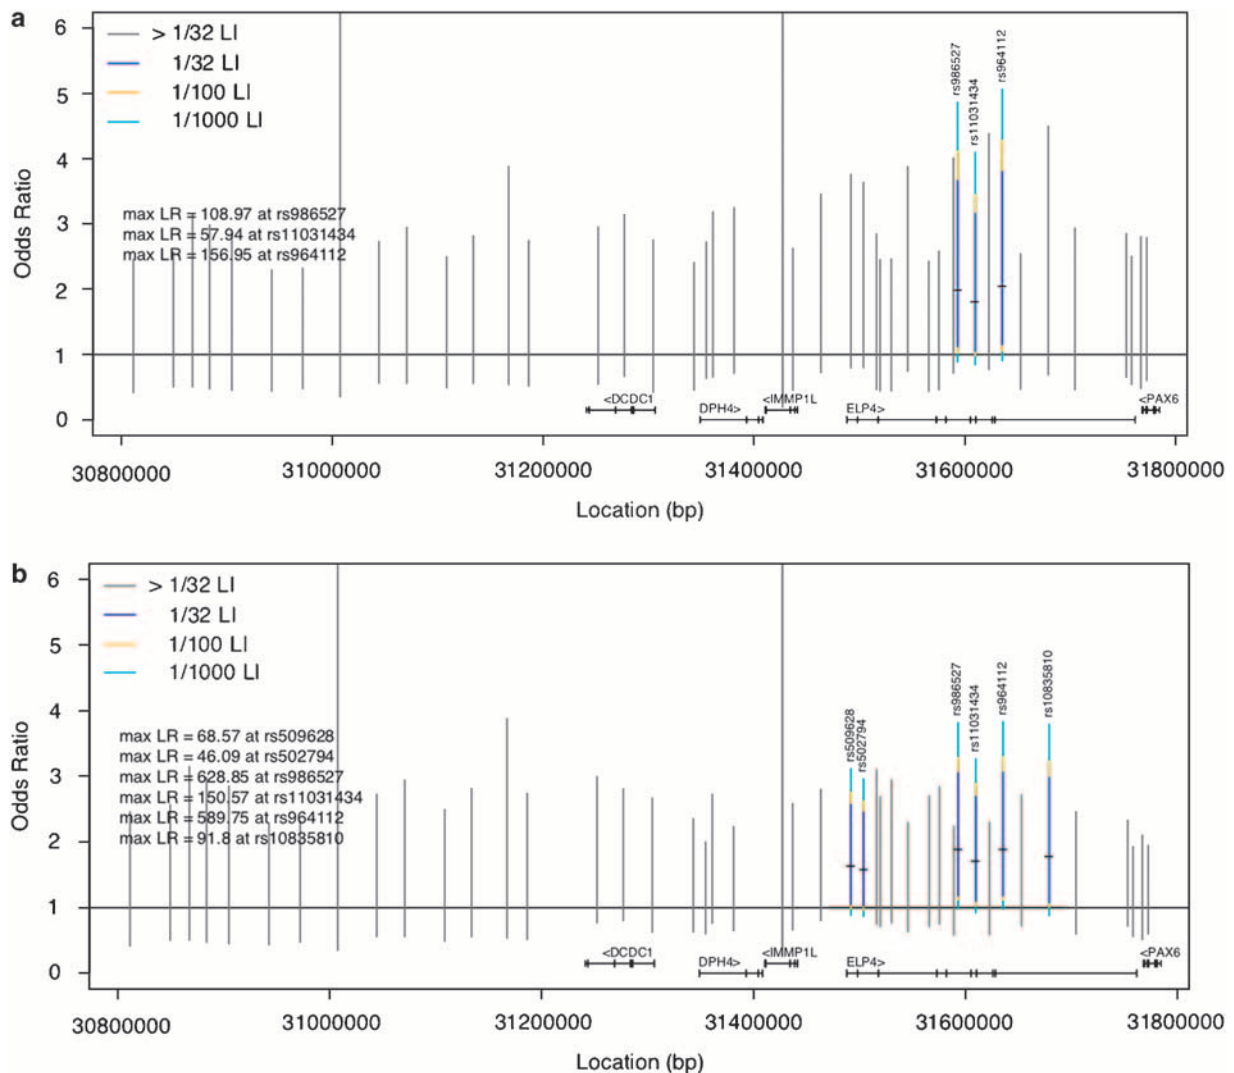 a
6
5
4
3
2
1
0
Odds Ratio
> 1/32 LI
1/32 LI
1/100 LI
1/1000 LI
max LR = 108.97 at rs986527
max LR = 57.94 at rs11031434
max LR = 156.95 at rs964112
rs986527
rs11031434
rs964112
<DCDC1
DPH4>
<IMMP1L
ELP4>
<PAX6
30800000 31000000 31200000 31400000 31600000 31800000
Location (bp)
b
6
5
4
3
2
1
0
Odds Ratio
> 1/32 LI
1/32 LI
1/100 LI
1/1000 LI
max LR = 68.57 at rs509628
max LR = 46.09 at rs502794
max LR = 628.85 at rs986527
max LR = 150.57 at rs11031434
max LR = 589.75 at rs964112
max LR = 91.8 at rs10835810
rs509628
rs502794
rs986527
rs11031434
rs964112
rs10835810
<DCDC1
DPH4>
<IMMP1L
ELP4>
<PAX6
30800000 31000000 31200000 31400000 31600000 31800000
Location (bp)